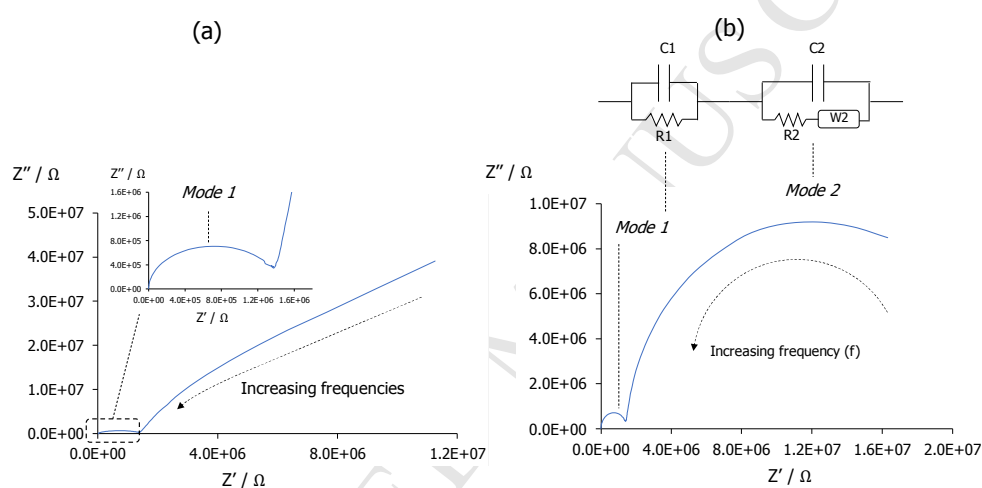 (a)
Z″ / Ω
5.0E+07
4.0E+07
3.0E+07
2.0E+07
1.0E+07
0.0E+00
0.0E+00 4.0E+06 8.0E+06 1.2E+07
Z′ / Ω
Increasing frequencies
Z″ / Ω
Mode 1
1.6E+06
1.2E+06
8.0E+05
4.0E+05
0.0E+00
0.0E+00 4.0E+05 8.0E+05 1.2E+06 1.6E+06
Z′ / Ω
(b)
C1 C2
R1 R2 W2
Z″ / Ω
Mode 1
Mode 2
1.0E+07
8.0E+06
6.0E+06
4.0E+06
2.0E+06
0.0E+00
0.0E+00 4.0E+06 8.0E+06 1.2E+07 1.6E+07 2.0E+07
Z′ / Ω
Increasing frequency (f)